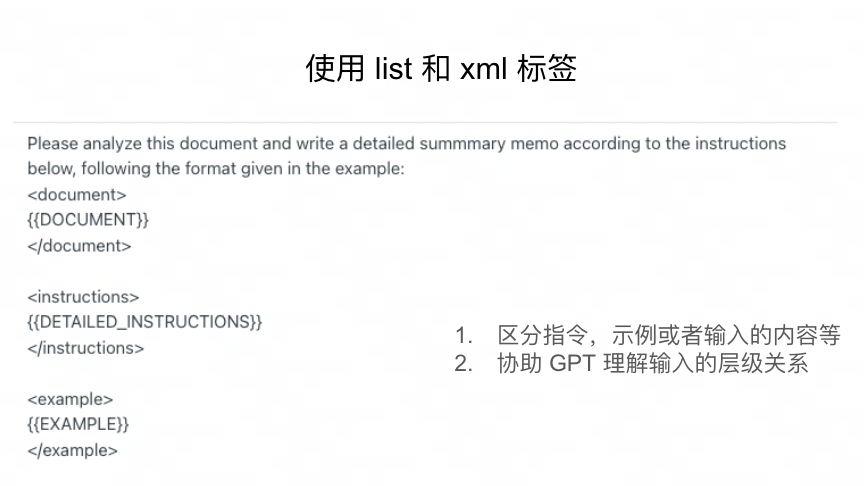 使用 list 和 xml 标签
Please analyze this document and write a detailed summmary memo according to the instructions
below, following the format given in the example:
<document>
{{DOCUMENT}}
</document>
<instructions>
{{DETAILED_INSTRUCTIONS}}
</instructions>
<example>
{{EXAMPLE}}
</example>
1. 区分指令，示例或者输入的内容等
2. 协助 GPT 理解输入的层级关系